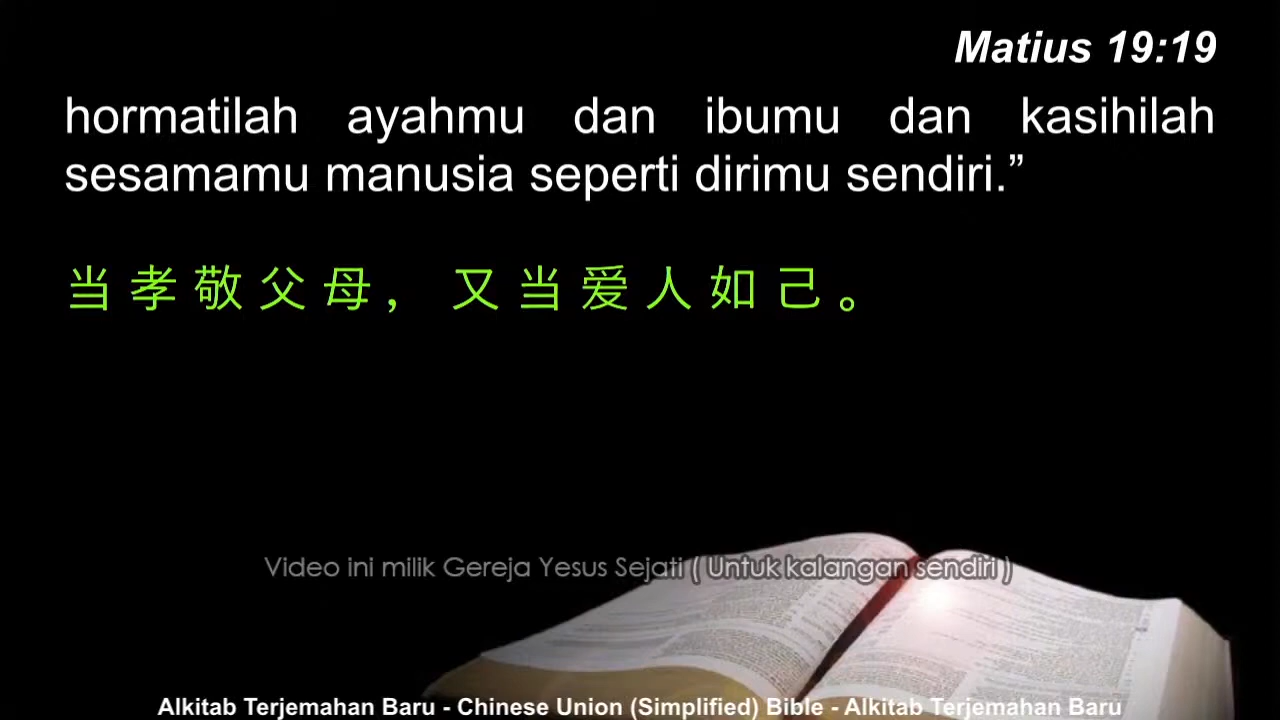 Matius 19:19
hormatilah ayahmu dan ibumu dan kasihilah
sesamamu manusia seperti dirimu sendiri.”
当孝敬父母，又当爱人如己。
Video ini milik Gereja Yesus Sejati ( Untuk kalangan sendiri )
Alkitab Terjemahan Baru - Chinese Union (Simplified) Bible - Alkitab Terjemahan Baru